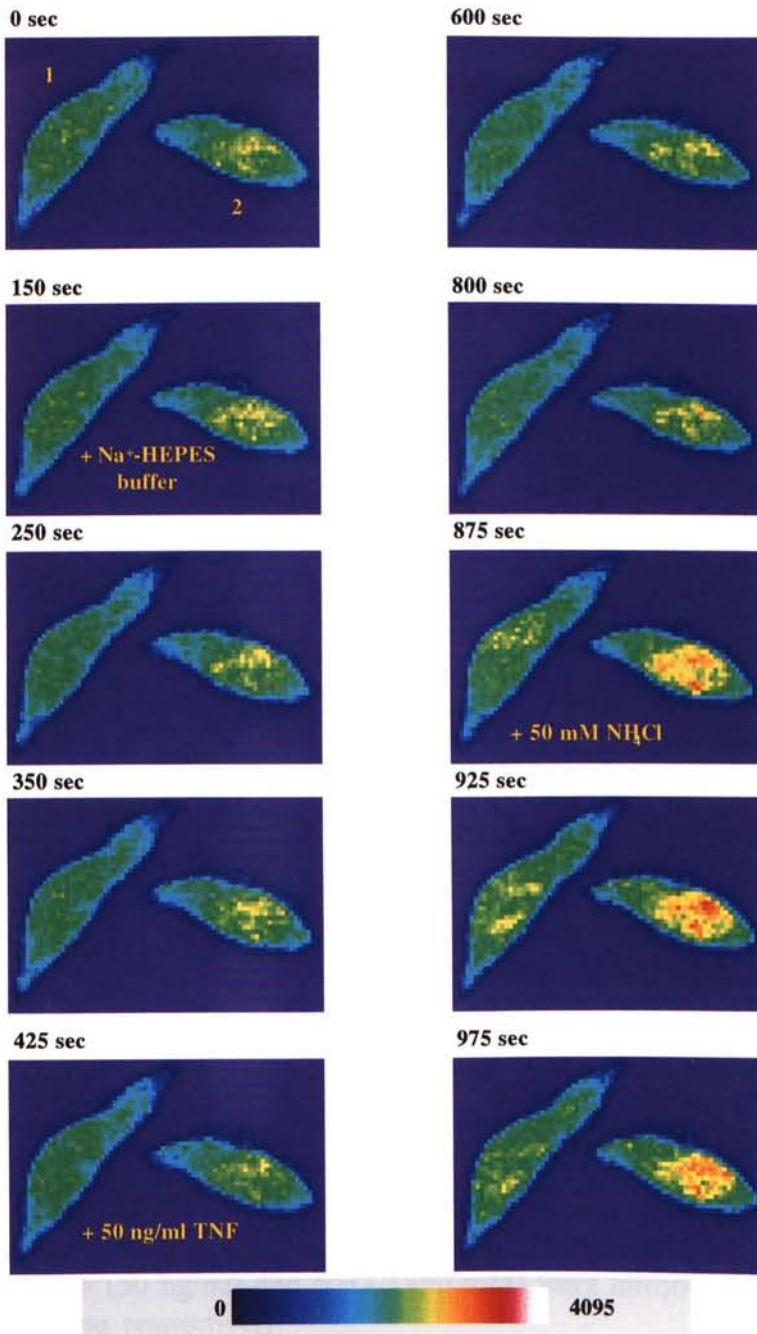 0 sec
1
2
150 sec
+ Na⁺-HEPES
buffer
250 sec
350 sec
425 sec
+ 50 ng/ml TNF
600 sec
800 sec
875 sec
+ 50 mM NH₄Cl
925 sec
975 sec
0 4095